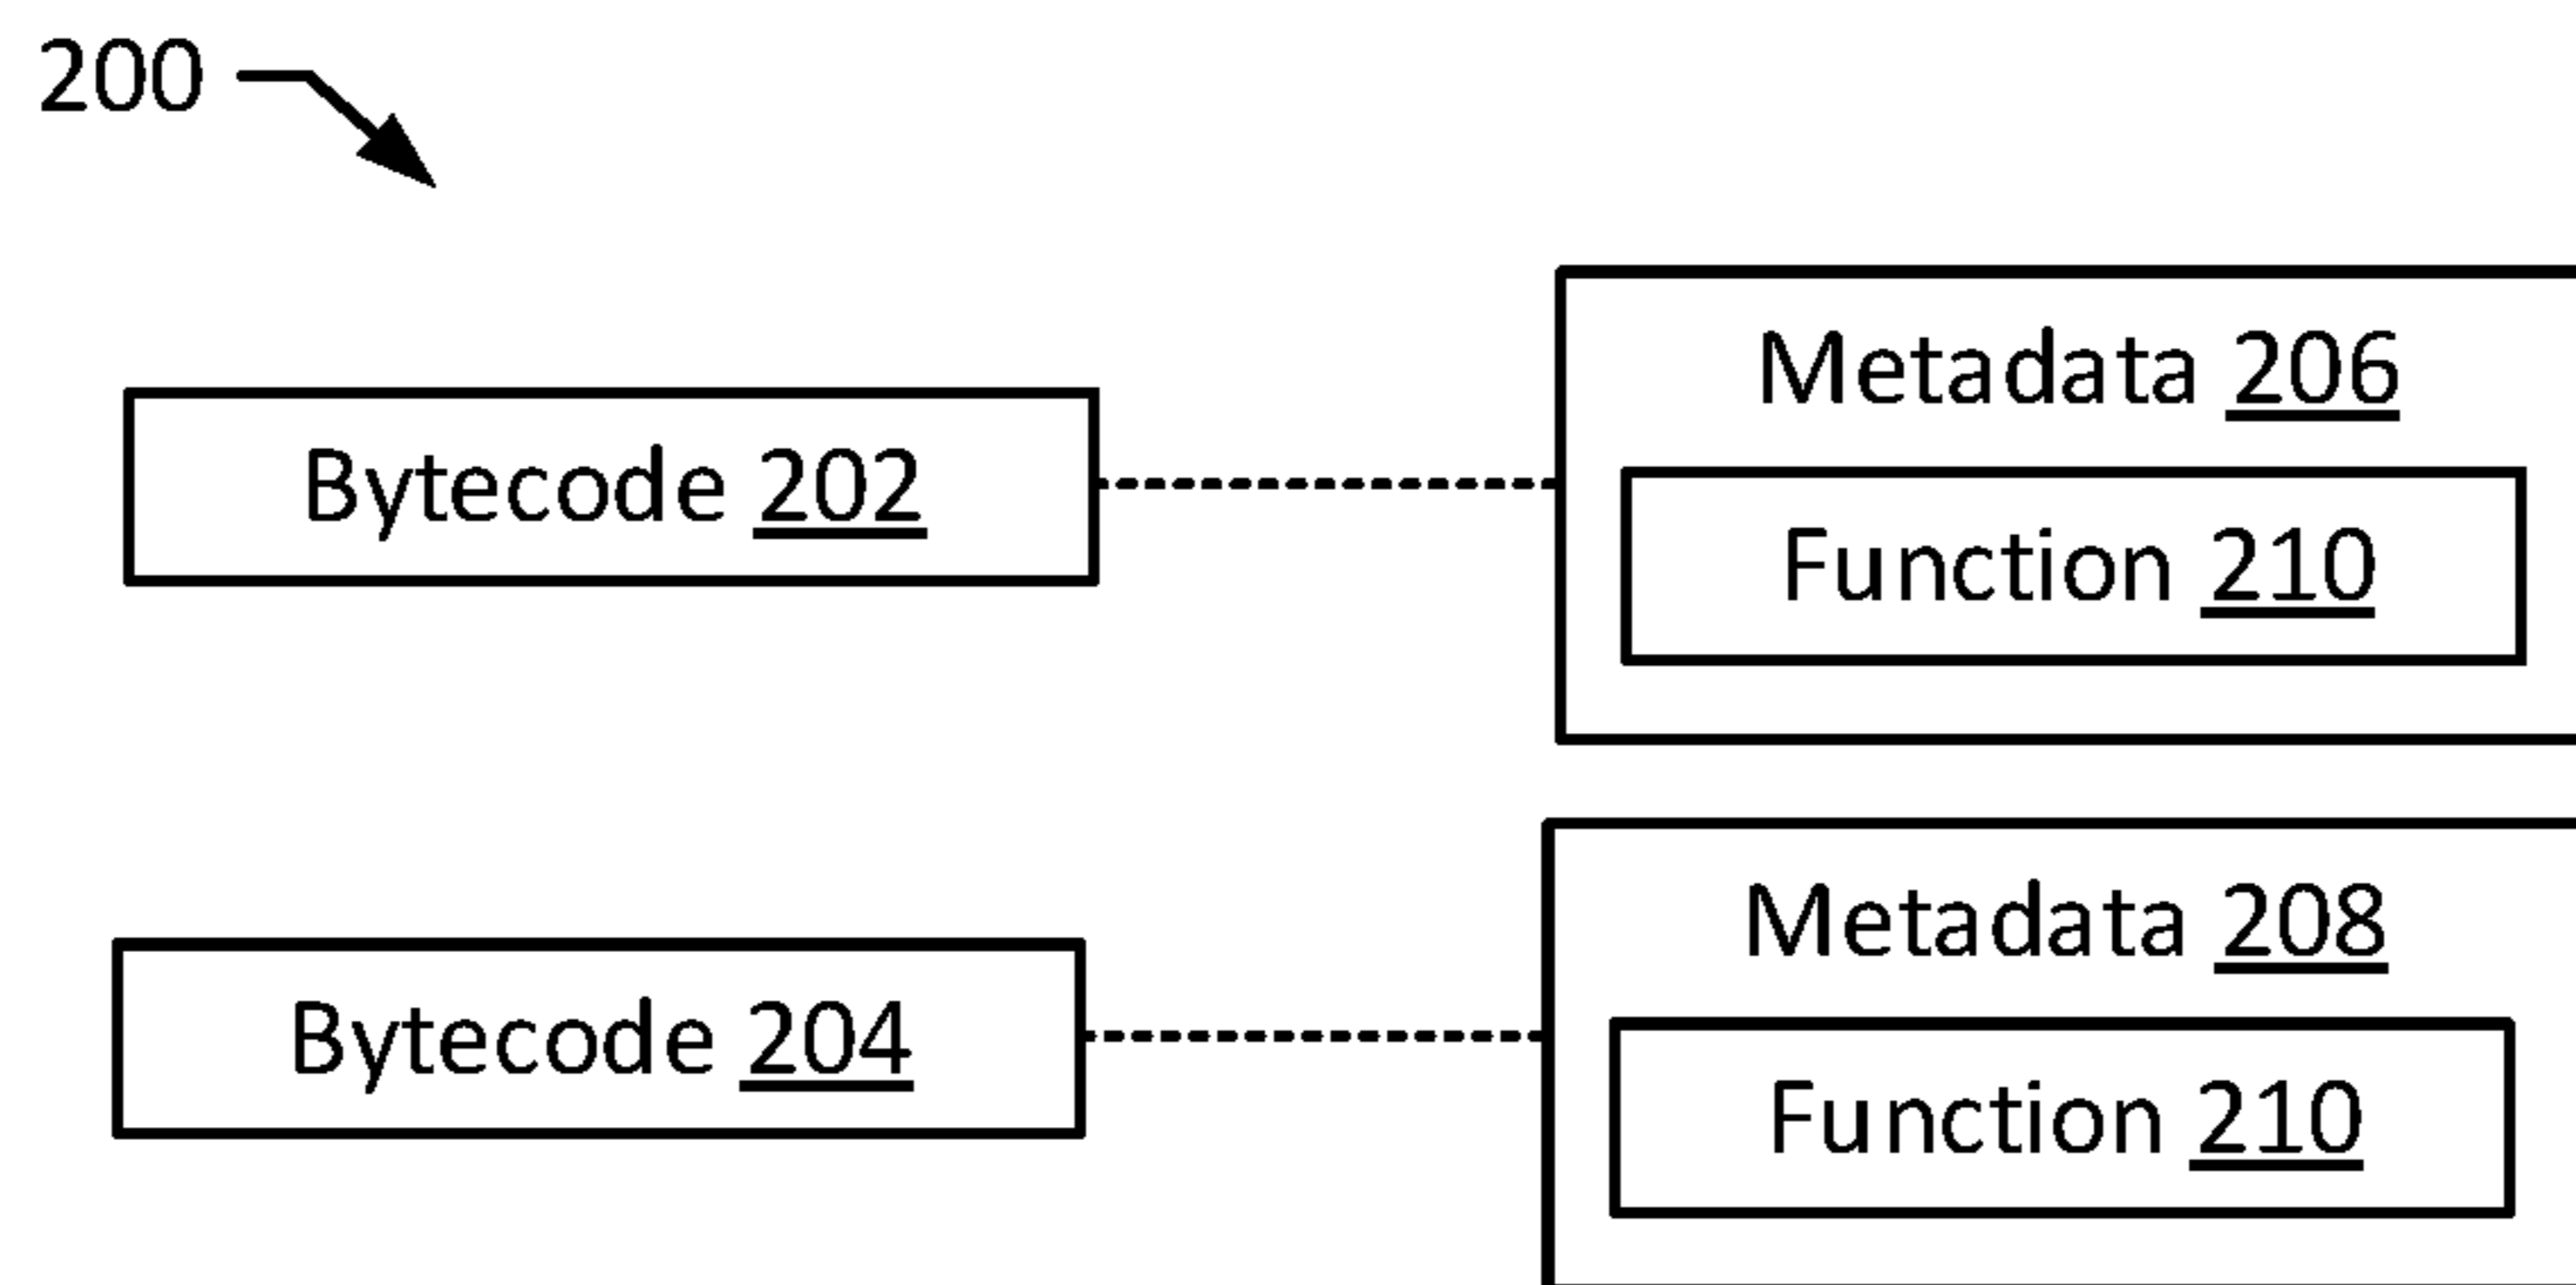 200
Metadata 206
Bytecode 202
Function 210
Metadata 208
Bytecode 204
Function 210